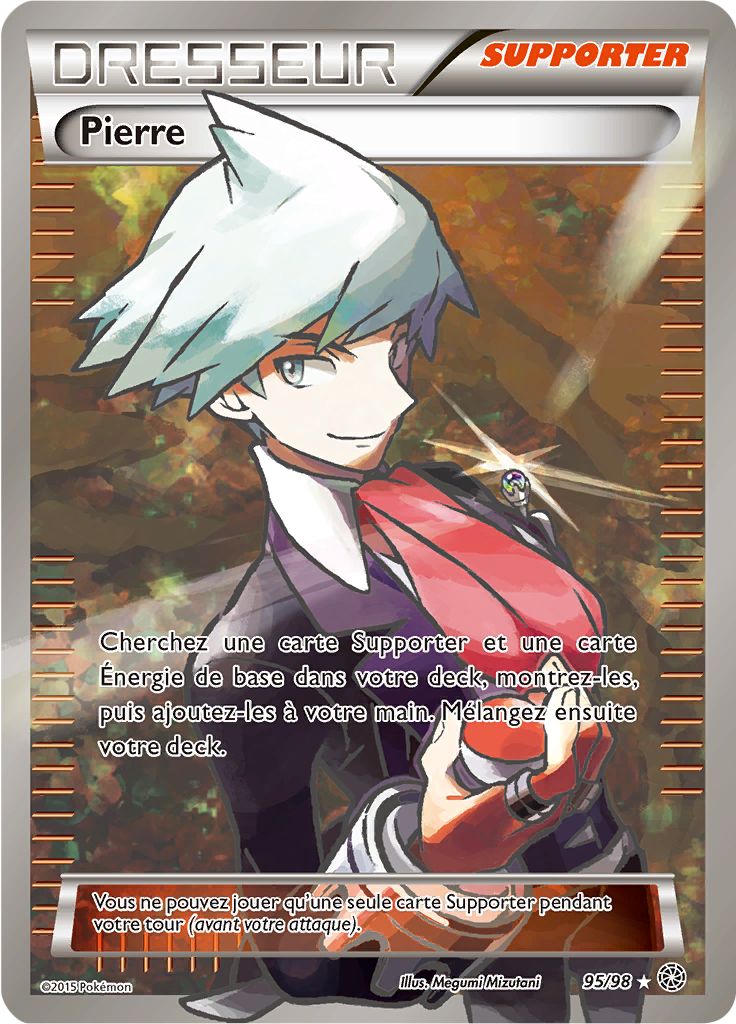 DRESSEUR
SUPPORTER
Pierre
Cherchez une carte Supporter et une carte
Énergie de base dans votre deck, montrez-les,
puis ajoutez-les à votre main. Mélangez ensuite
votre deck.
Vous ne pouvez jouer qu'une seule carte Supporter pendant
votre tour (avant votre attaque).
©2015 Pokémon
Illus. Megumi Mizutani
95/98 ★